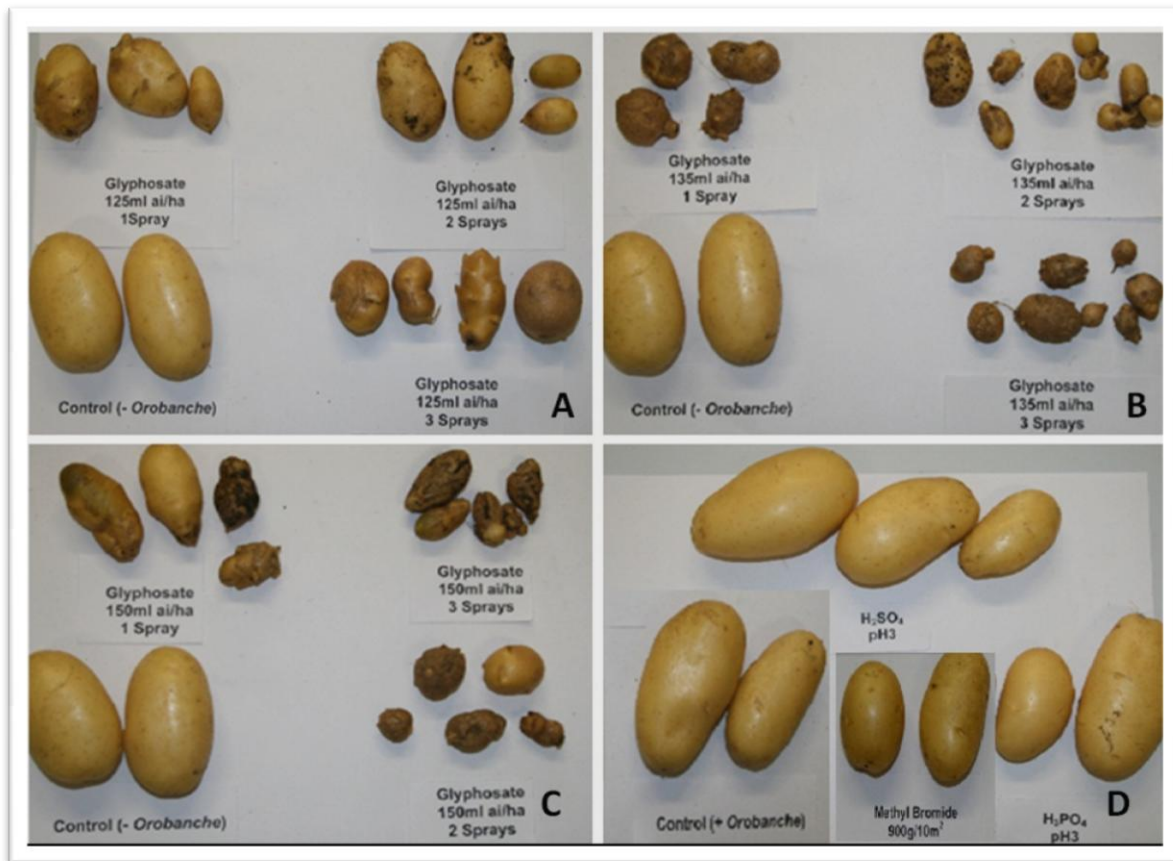 Glyphosate
125ml ai/ha
1Spray
Glyphosate
125ml ai/ha
2 Sprays
Control (- Orobanche)
Glyphosate
125ml ai/ha
3 Sprays
A
Glyphosate
135ml ai/ha
1 Spray
Glyphosate
135ml ai/ha
2 Sprays
Control (- Orobanche)
Glyphosate
135ml ai/ha
3 Sprays
B
Glyphosate
150ml ai/ha
1 Spray
Glyphosate
150ml ai/ha
3 Sprays
Control (- Orobanche)
Glyphosate
150ml ai/ha
2 Sprays
C
H₂SO₄
pH3
Control (+ Orobanche)
Methyl Bromide
900g/10m²
H₃PO₄
pH3
D